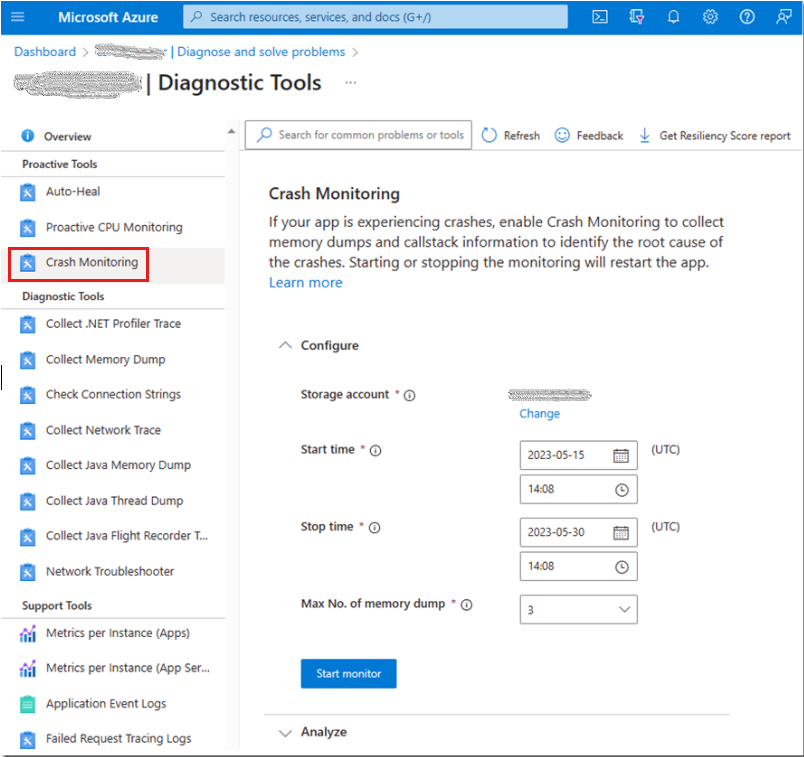 Microsoft Azure
Search resources, services, and docs (G+/)
Dashboard > | Diagnose and solve problems >
| Diagnostic Tools ...
Overview
Proactive Tools
Auto-Heal
Proactive CPU Monitoring
Crash Monitoring
Diagnostic Tools
Collect .NET Profiler Trace
Collect Memory Dump
Check Connection Strings
Collect Network Trace
Collect Java Memory Dump
Collect Java Thread Dump
Collect Java Flight Recorder T...
Network Troubleshooter
Support Tools
Metrics per Instance (Apps)
Metrics per Instance (App Ser...
Application Event Logs
Failed Request Tracing Logs
Search for common problems or tools
Refresh
Feedback
Get Resiliency Score report
Crash Monitoring
If your app is experiencing crashes, enable Crash Monitoring to collect
memory dumps and callstack information to identify the root cause of
the crashes. Starting or stopping the monitoring will restart the app.
Learn more
Configure
Storage account *
Change
Start time *
2023-05-15
(UTC)
14:08
Stop time *
2023-05-30
(UTC)
14:08
Max No. of memory dump *
3
Start monitor
Analyze